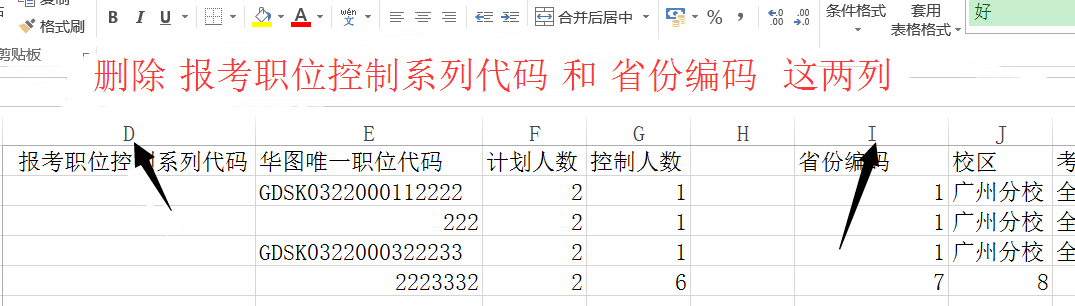 复制
格式刷
剪贴板
B I U A wén 文 合并后居中 % , .0 .00 条件格式 套用
表格格式 好
删除 报考职位控制系列代码 和 省份编码 这两列
D E F G H I J
报考职位控制系列代码 华图唯一职位代码 计划人数 控制人数 省份编码 校区 考
GDSK0322000112222 2 1 1 广州分校 全
222 2 1 1 广州分校 全
GDSK0322000322233 2 1 1 广州分校 全
2223332 2 6 7 8